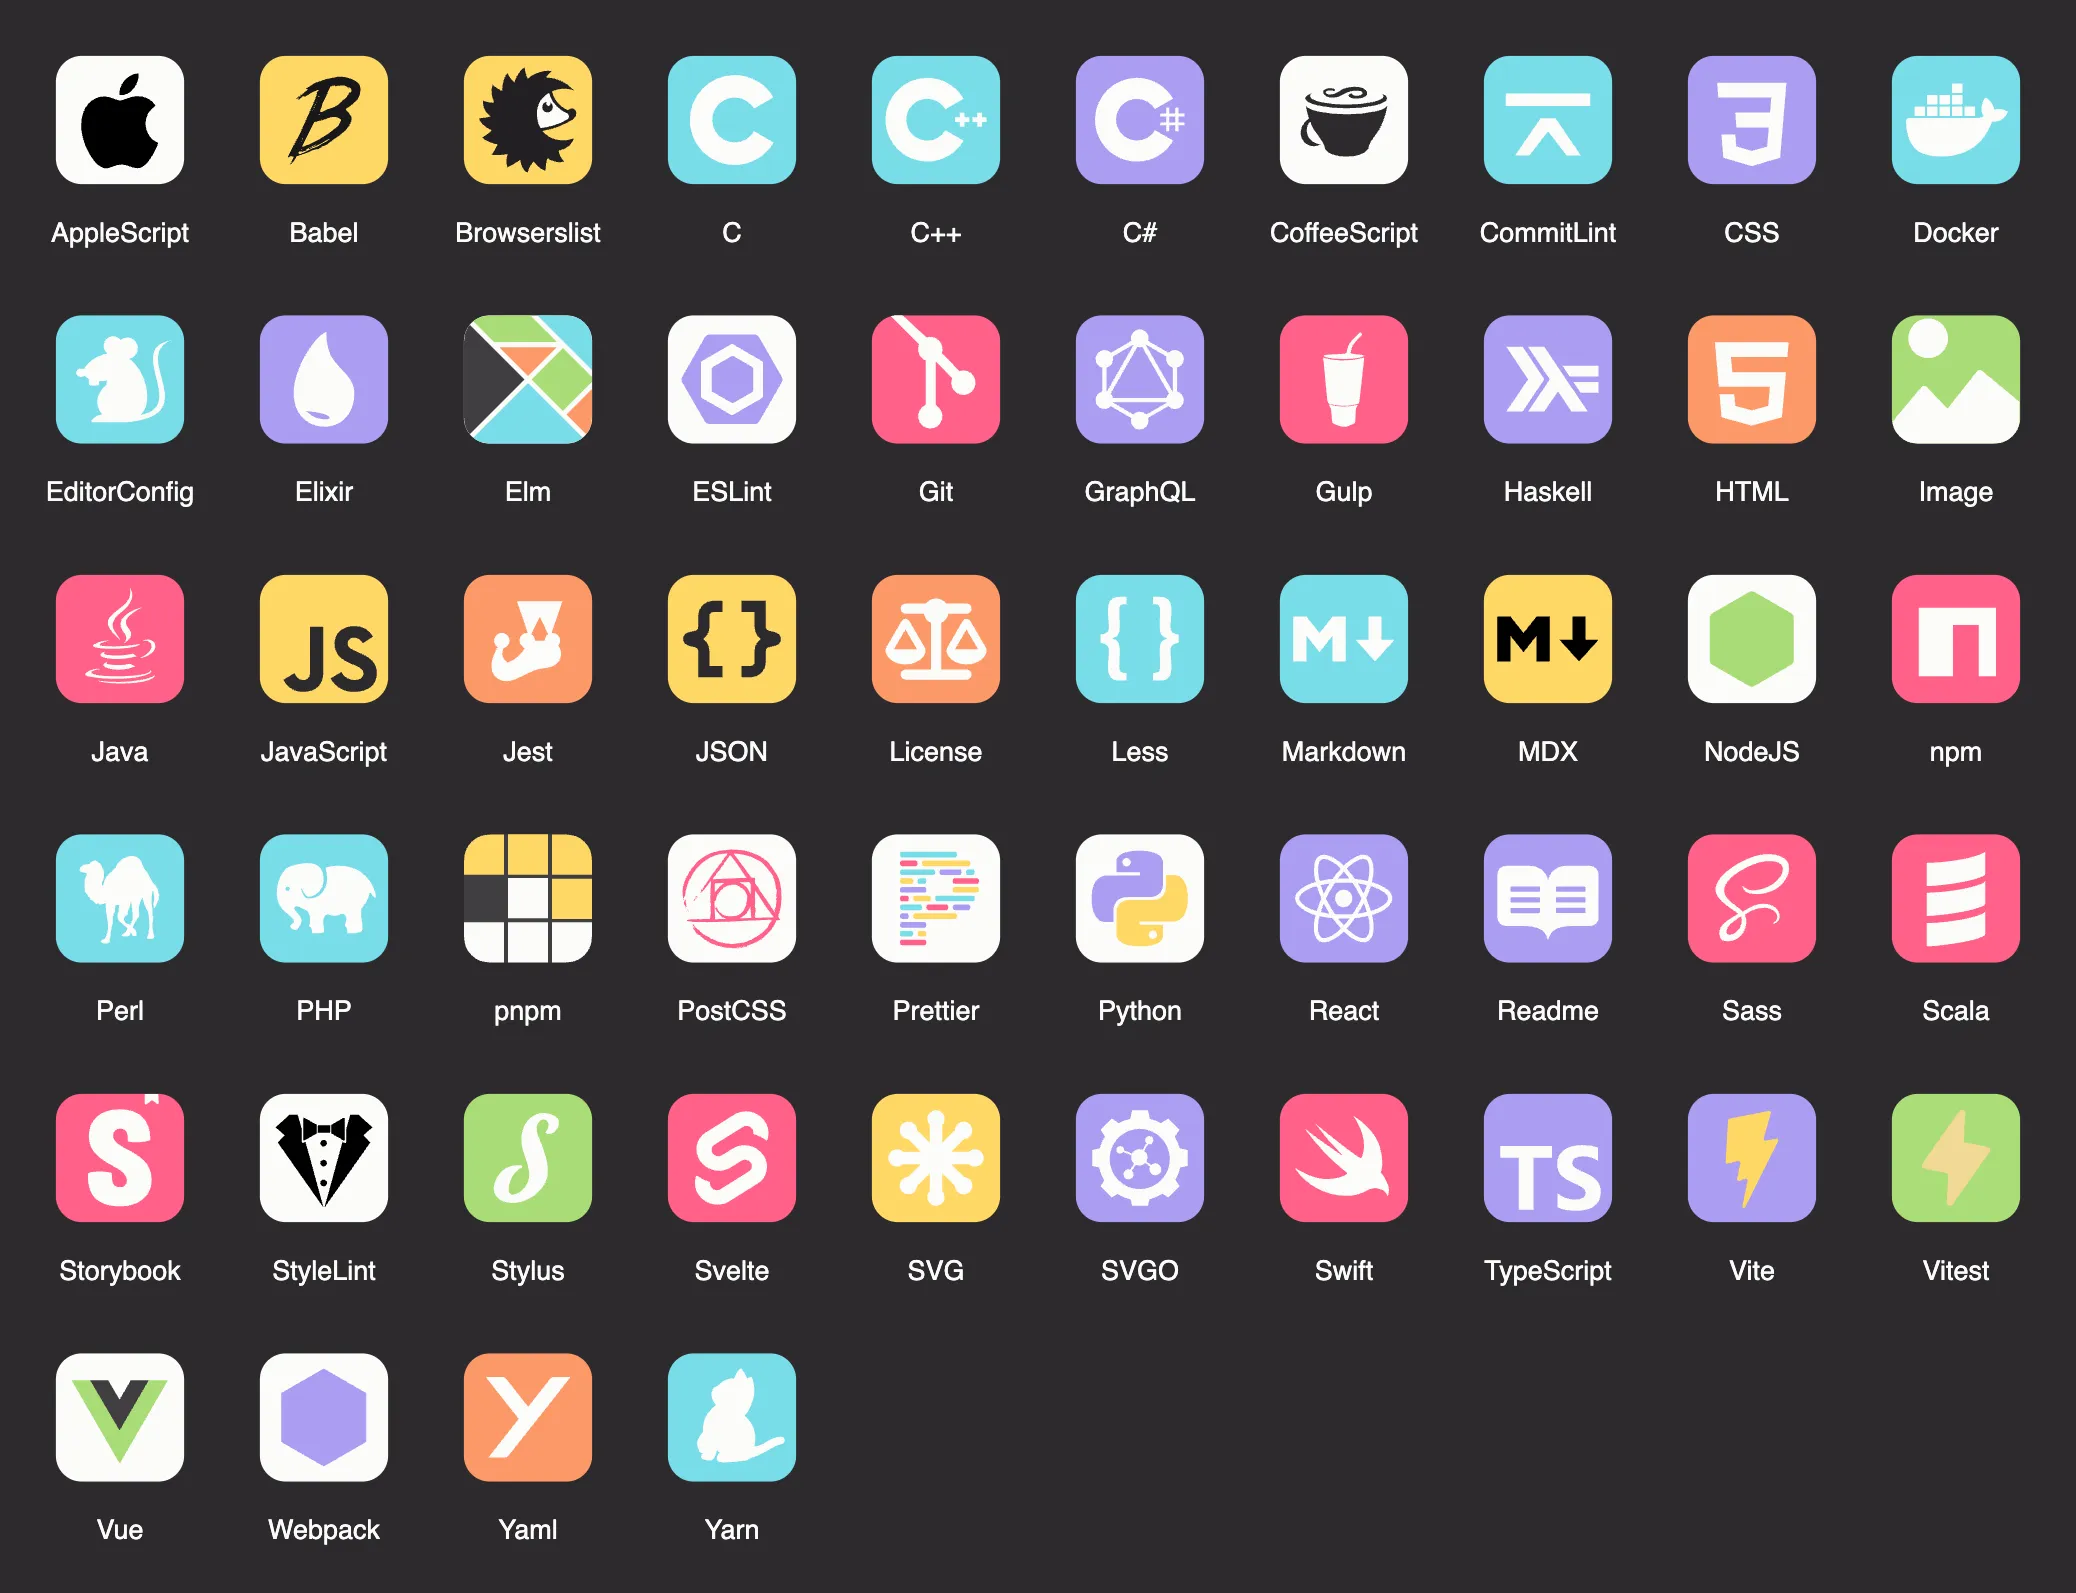 AppleScript
Babel
Browserslist
C
C++
C#
CoffeeScript
CommitLint
CSS
Docker
EditorConfig
Elixir
Elm
ESLint
Git
GraphQL
Gulp
Haskell
HTML
Image
JS
M
M
Java
JavaScript
Jest
JSON
License
Less
Markdown
MDX
NodeJS
npm
Perl
PHP
pnpm
PostCSS
Prettier
Python
React
Readme
Sass
Scala
TS
Storybook
StyleLint
Stylus
Svelte
SVG
SVGO
Swift
TypeScript
Vite
Vitest
Vue
Webpack
Yaml
Yarn